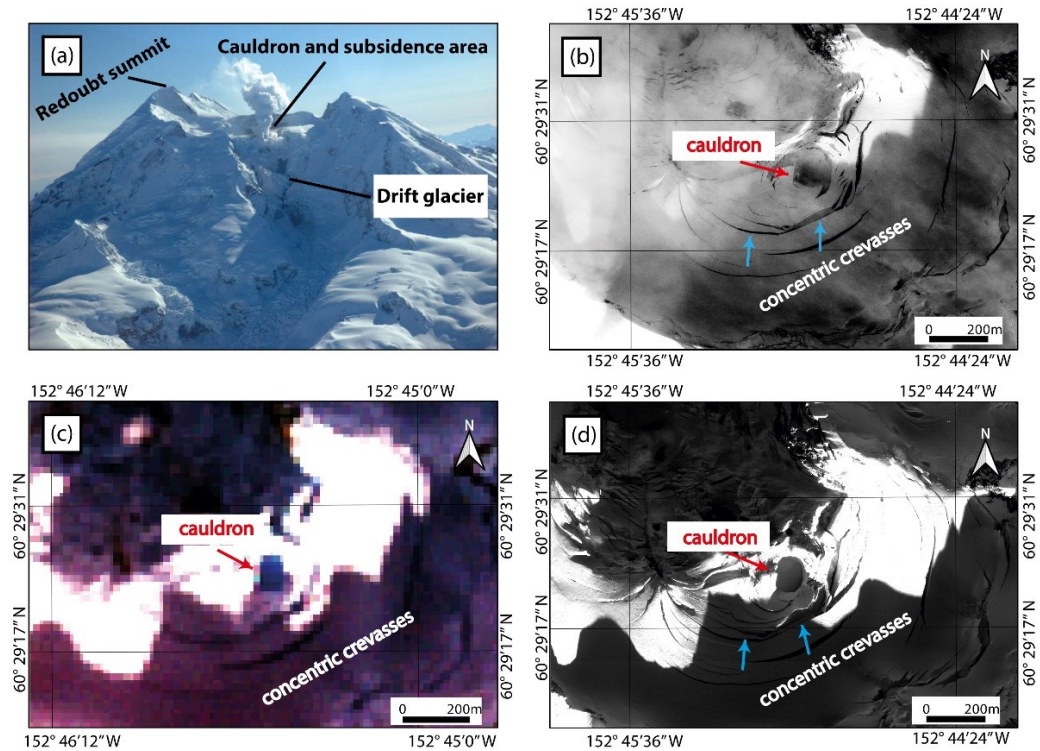 (a)
Redoubt summit
Cauldron and subsidence area
Drift glacier
152° 45’36’’W
152° 44’24’’W
(b)
N
60° 29’31’’ N
60° 29’31’’ N
cauldron
60° 29’17’’ N
60° 29’17’’ N
concentric crevasses
0 200m
152° 45’36’’W
152° 44’24’’W
152° 46’12’’W
152° 45’0’’W
(c)
N
60° 29’31’’ N
60° 29’31’’ N
cauldron
60° 29’17’’ N
60° 29’17’’ N
concentric crevasses
0 200m
152° 46’12’’W
152° 45’0’’W
152° 45’36’’W
152° 44’24’’W
(d)
N
60° 29’31’’ N
60° 29’31’’ N
cauldron
60° 29’17’’ N
60° 29’17’’ N
concentric crevasses
0 200m
152° 45’36’’W
152° 44’24’’W